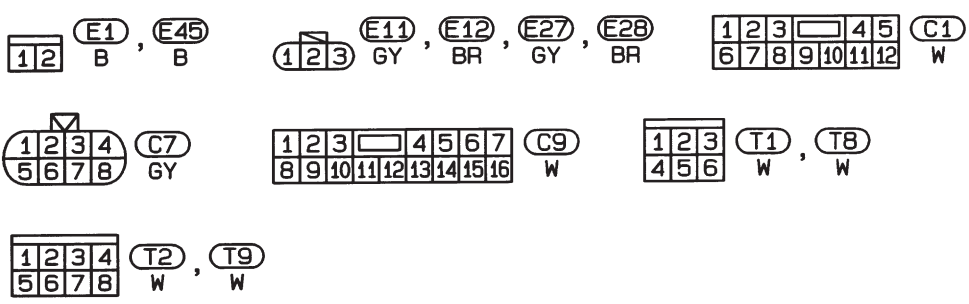 1 2 E1 , E45
B B
1 2 3 E11 , E12 , E27 , E28
GY BR GY BR
1 2 3 4 5 C1
6 7 8 9 10 11 12 W
1 2 3 4 C7
5 6 7 8 GY
1 2 3 4 5 6 7 C9
8 9 10 11 12 13 14 15 16 W
1 2 3 T1 , T8
4 5 6 W W
1 2 3 4 T2 , T9
5 6 7 8 W W